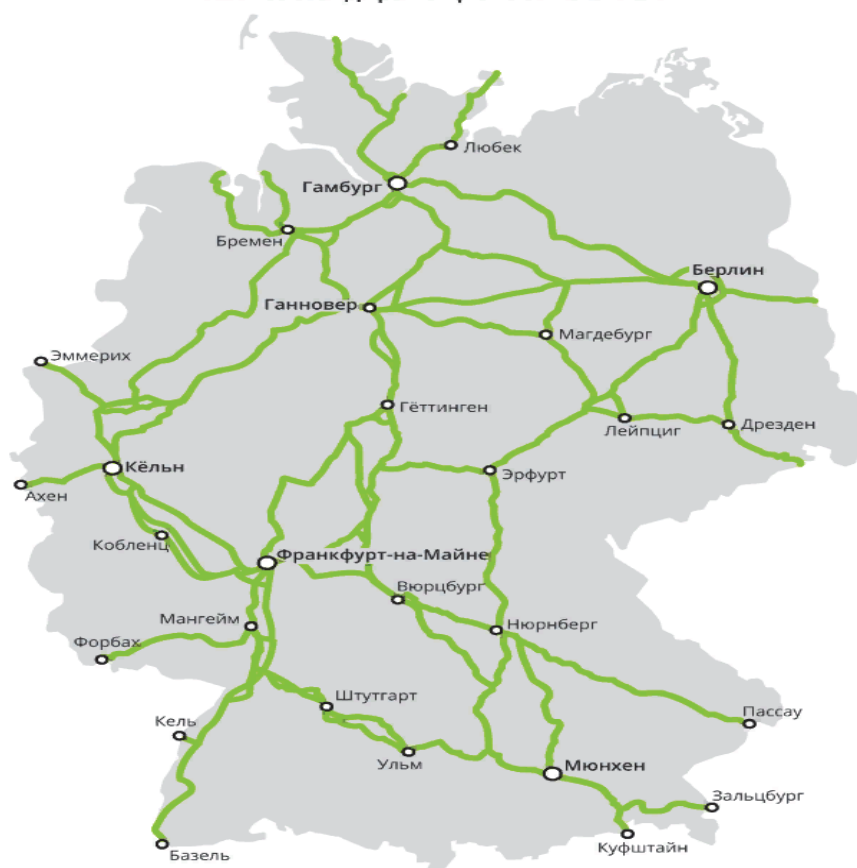 Любек
Гамбург
Бремен
Берлин
Ганновер
Магдебург
Эммерих
Гёттинген
Лейпциг
Дрезден
Кёльн
Эрфурт
Ахен
Кобленц
Франкфурт-на-Майне
Вюрцбург
Мангейм
Нюрнберг
Форбах
Штутгарт
Кель
Пассау
Ульм
Мюнхен
Зальцбург
Куфштайн
Базель